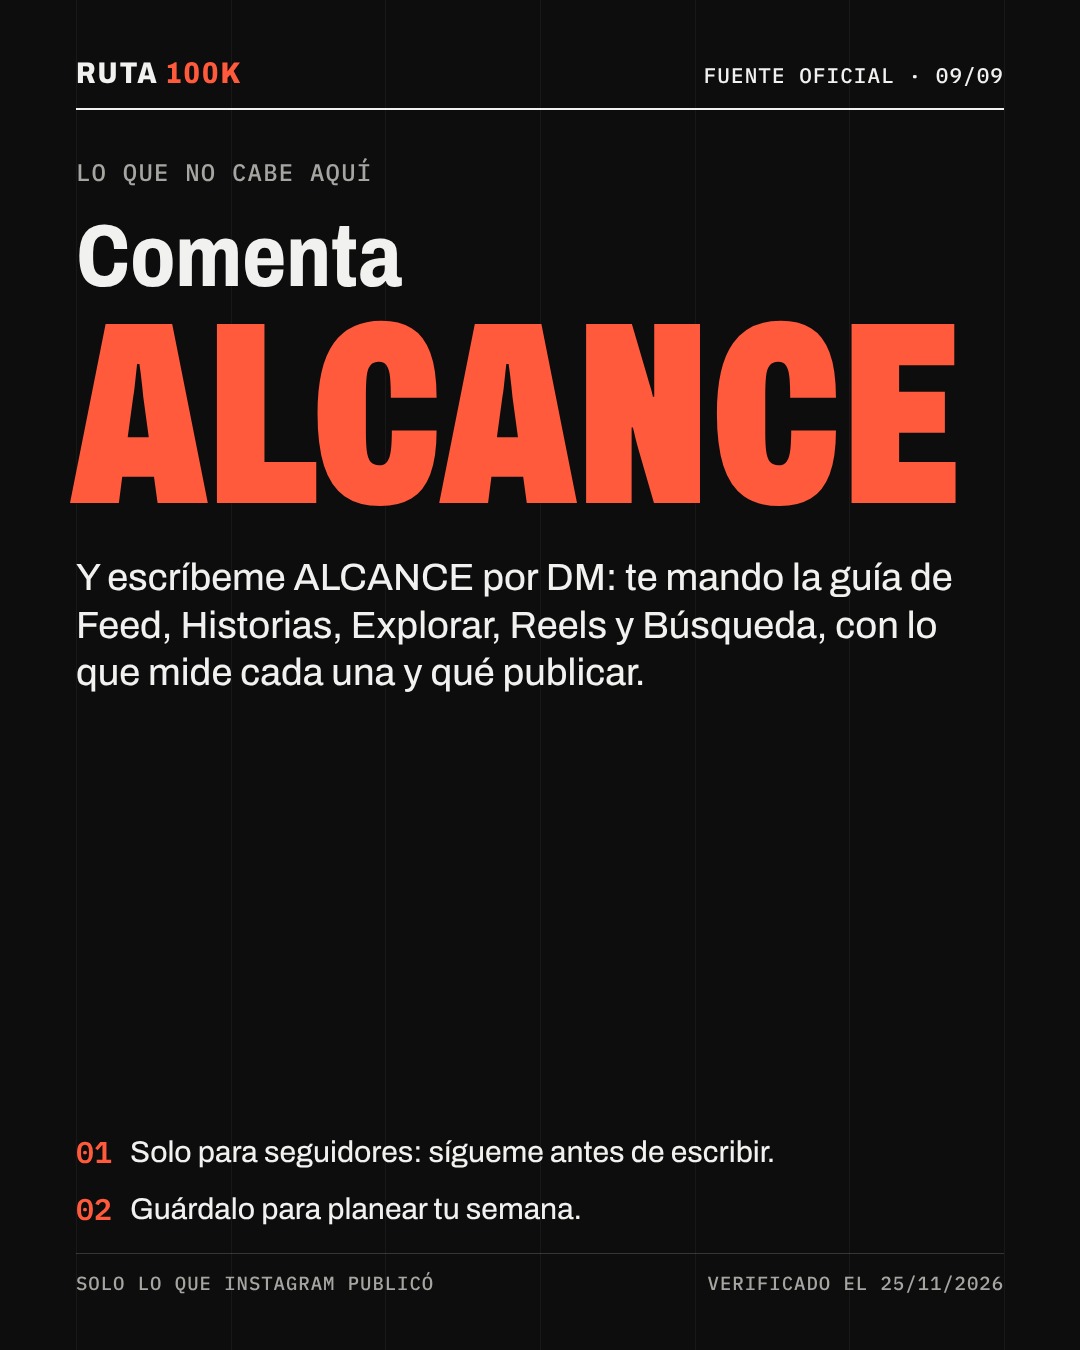 RUTA 100K
FUENTE OFICIAL · 09/09
LO QUE NO CABE AQUÍ
Comenta
ALCANCE
Y escríbeme ALCANCE por DM: te mando la guía de
Feed, Historias, Explorar, Reels y Búsqueda, con lo
que mide cada una y qué publicar.
01 Solo para seguidores: sígueme antes de escribir.
02 Guárdalo para planear tu semana.
SOLO LO QUE INSTAGRAM PUBLICÓ
VERIFICADO EL 25/11/2026